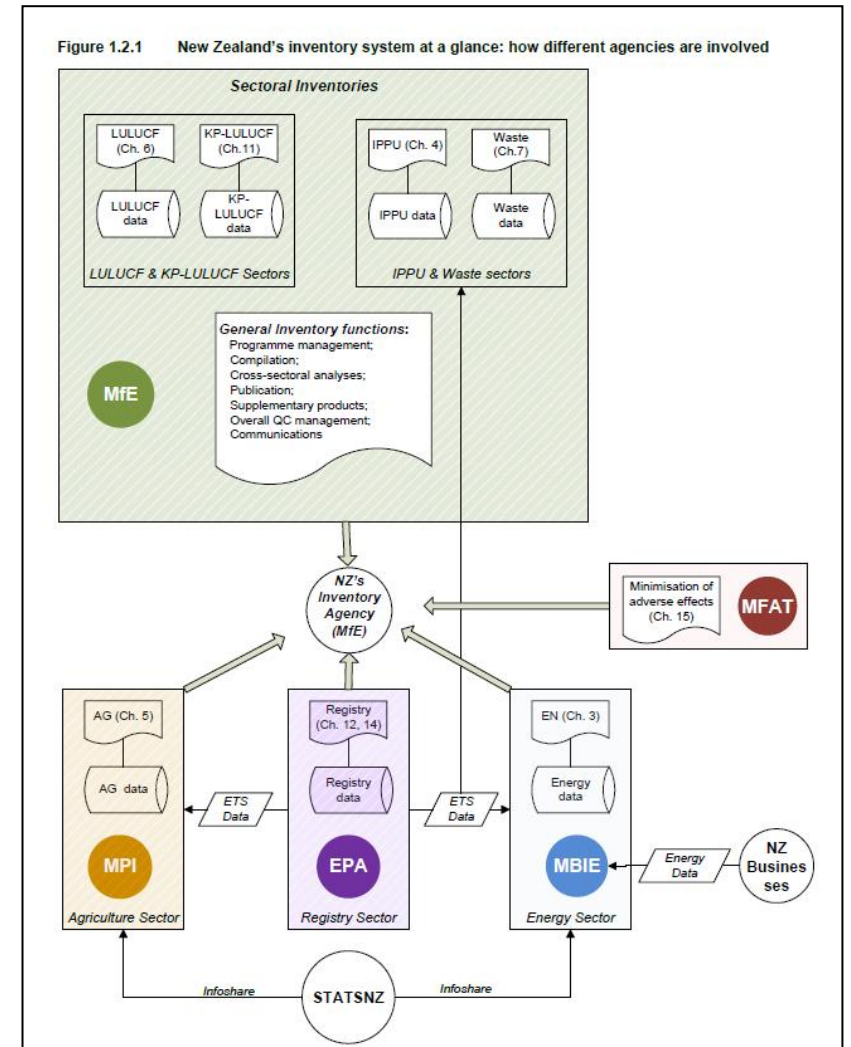 Figure 1.2.1 New Zealand's inventory system at a glance: how different agencies are involved
Sectoral Inventories
LULUCF
(Ch. 6)
KP-LULUCF
(Ch.11)
LULUCF
data
KP-
LULUCF
data
LULUCF & KP-LULUCF Sectors
IPPU (Ch. 4)
Waste
(Ch.7)
IPPU data
Waste
data
IPPU & Waste sectors
General Inventory functions:
Programme management;
Compilation;
Cross-sectoral analyses;
Publication;
Supplementary products;
Overall QC management;
Communications
MfE
NZ's
Inventory
Agency
(MfE)
Minimisation of
adverse effects
(Ch. 15)
MFAT
AG (Ch. 5)
AG data
MPI
Agriculture Sector
ETS
Data
Registry
(Ch. 12, 14)
Registry
data
EPA
Registry Sector
ETS
Data
EN (Ch. 3)
Energy
data
MBIE
Energy Sector
Energy
Data
NZ
Busines
ses
Infoshare
STATSNZ
Infoshare